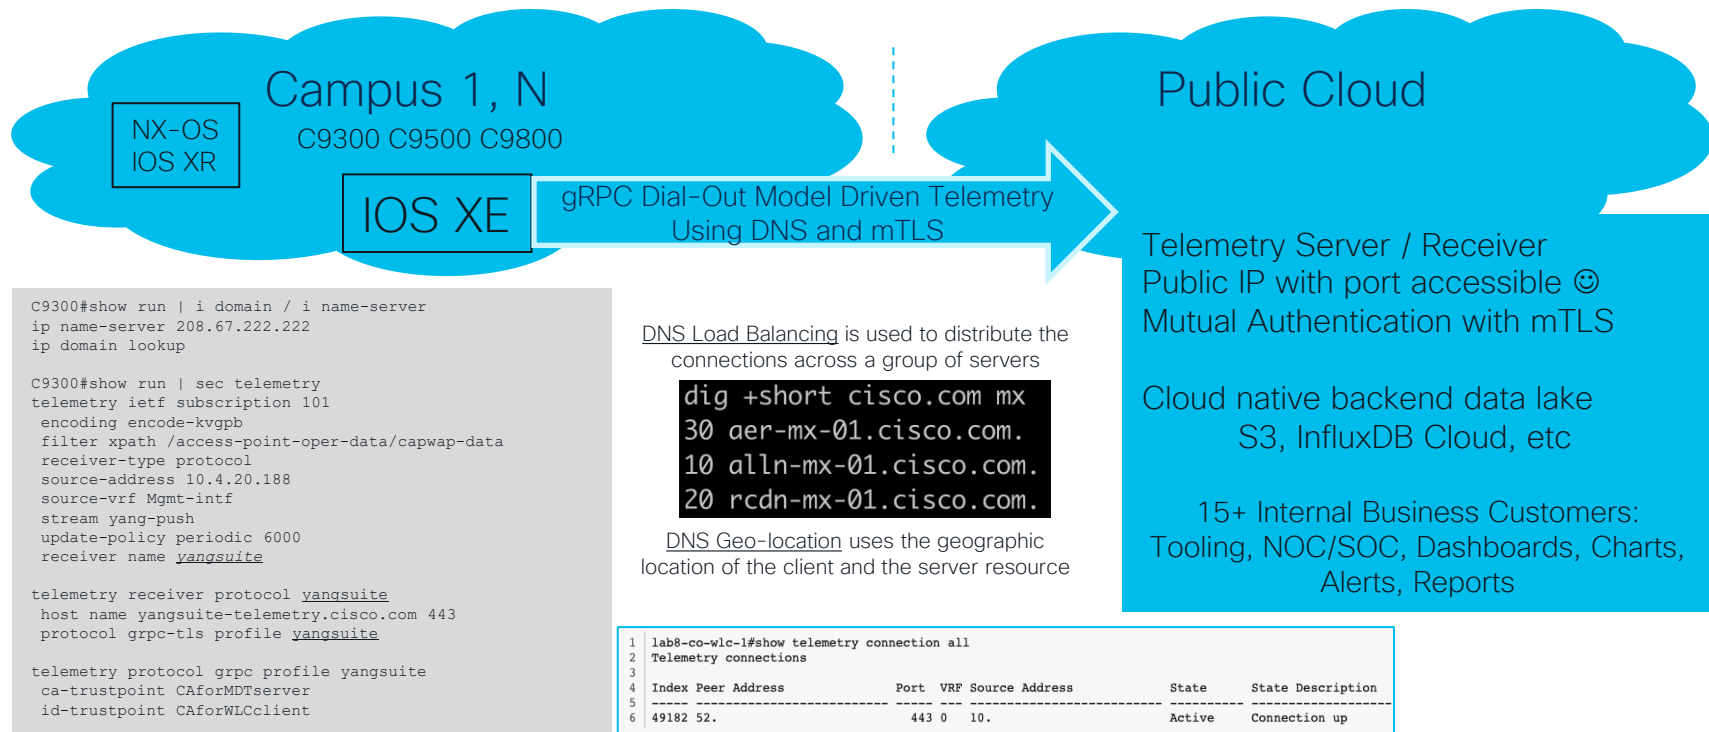 Campus 1, N
C9300 C9500 C9800
NX-OS
IOS XR
IOS XE
gRPC Dial-Out Model Driven Telemetry
Using DNS and mTLS
Public Cloud
Telemetry Server / Receiver
Public IP with port accessible ☺
Mutual Authentication with mTLS
Cloud native backend data lake
S3, InfluxDB Cloud, etc
15+ Internal Business Customers:
Tooling, NOC/SOC, Dashboards, Charts,
Alerts, Reports
C9300#show run | i domain / i name-server
ip name-server 208.67.222.222
ip domain lookup
C9300#show run | sec telemetry
telemetry ietf subscription 101
encoding encode-kvgpb
filter xpath /access-point-oper-data/capwap-data
receiver-type protocol
source-address 10.4.20.188
source-vrf Mgmt-intf
stream yang-push
update-policy periodic 6000
receiver name yangsuite
telemetry receiver protocol yangsuite
host name yangsuite-telemetry.cisco.com 443
protocol grpc-tls profile yangsuite
telemetry protocol grpc profile yangsuite
ca-trustpoint CAforMDTserver
id-trustpoint CAforWLCclient
DNS Load Balancing is used to distribute the
connections across a group of servers
dig +short cisco.com mx
30 aer-mx-01.cisco.com.
10 alln-mx-01.cisco.com.
20 rcdn-mx-01.cisco.com.
DNS Geo-location uses the geographic
location of the client and the server resource
1 lab8-co-wlc-1#show telemetry connection all
2 Telemetry connections
3
4 Index Peer Address Port VRF Source Address State State Description
5 ----- -------------------------- ----- --- -------------------------- ---------- --------------------
6 49182 52. 443 0 10. Active Connection up